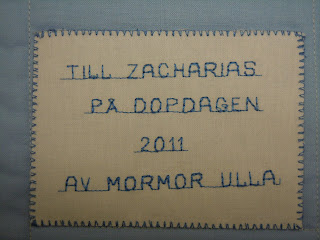 TILL ZACHARIAS
PÅ DOPDAGEN
2011
AV MORMOR ULLA